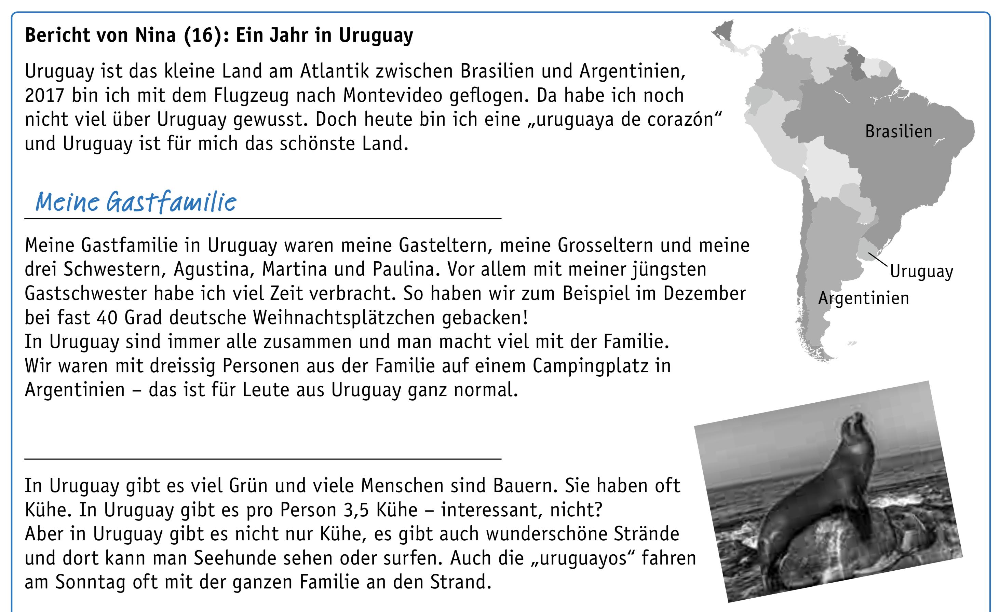 Bericht von Nina (16): Ein Jahr in Uruguay
Uruguay ist das kleine Land am Atlantik zwischen Brasilien und Argentinien,
2017 bin ich mit dem Flugzeug nach Montevideo geflogen. Da habe ich noch
nicht viel über Uruguay gewusst. Doch heute bin ich eine „uruguaya de corazón“
und Uruguay ist für mich das schönste Land.
Meine Gastfamilie
Meine Gastfamilie in Uruguay waren meine Gasteltern, meine Grosseltern und meine
drei Schwestern, Agustina, Martina und Paulina. Vor allem mit meiner jüngsten
Gastschwester habe ich viel Zeit verbracht. So haben wir zum Beispiel im Dezember
bei fast 40 Grad deutsche Weihnachtsplätzchen gebacken!
In Uruguay sind immer alle zusammen und man macht viel mit der Familie.
Wir waren mit dreissig Personen aus der Familie auf einem Campingplatz in
Argentinien – das ist für Leute aus Uruguay ganz normal.
In Uruguay gibt es viel Grün und viele Menschen sind Bauern. Sie haben oft
Kühe. In Uruguay gibt es pro Person 3,5 Kühe – interessant, nicht?
Aber in Uruguay gibt es nicht nur Kühe, es gibt auch wunderschöne Strände
und dort kann man Seehunde sehen oder surfen. Auch die „uruguayos“ fahren
am Sonntag oft mit der ganzen Familie an den Strand.
Brasilien
Uruguay
Argentinien